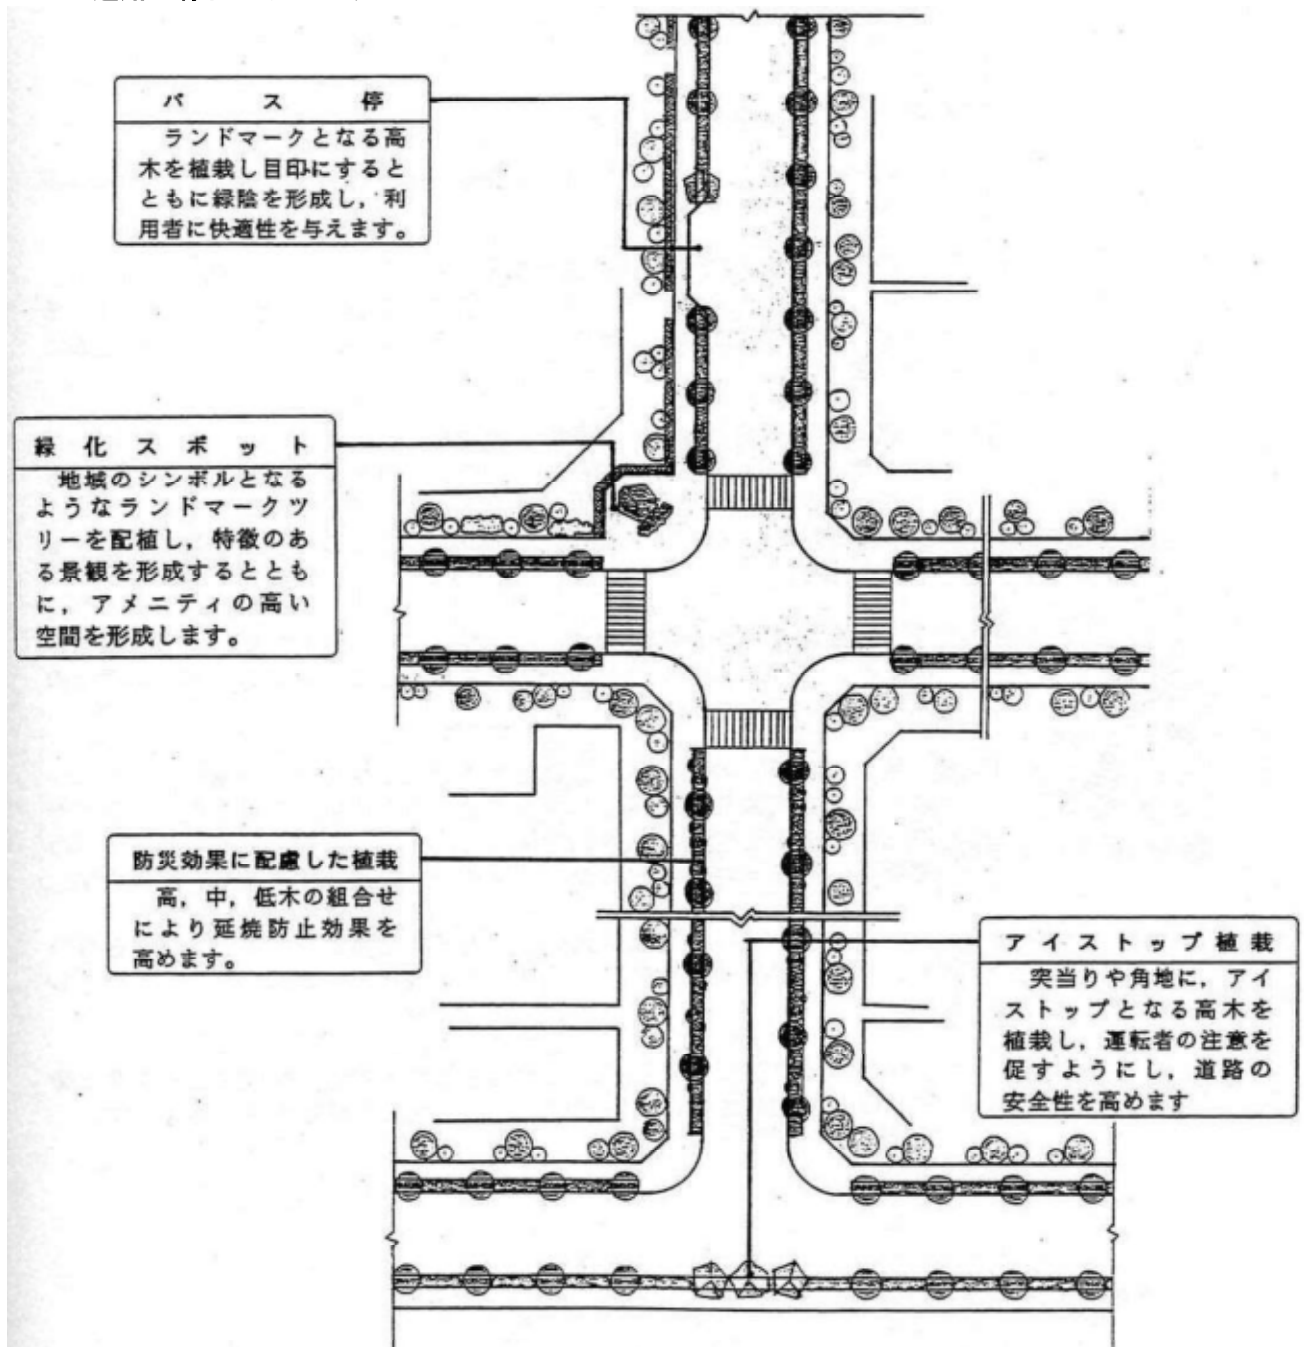 バス停
ランドマークとなる高
木を植栽し目印にすると
ともに緑陰を形成し，利
用者に快適性を与えます。
緑化スポット
地域のシンボルとなる
ようなランドマークツ
リーを配植し，特徴のあ
る景観を形成するととも
に，アメニティの高い
空間を形成します。
防災効果に配慮した植栽
高，中，低木の組合せ
により延焼防止効果を
高めます。
アイストップ植栽
突当りや角地に，アイ
ストップとなる高木を
植栽し，運転者の注意を
促すようにし，道路の
安全性を高めます